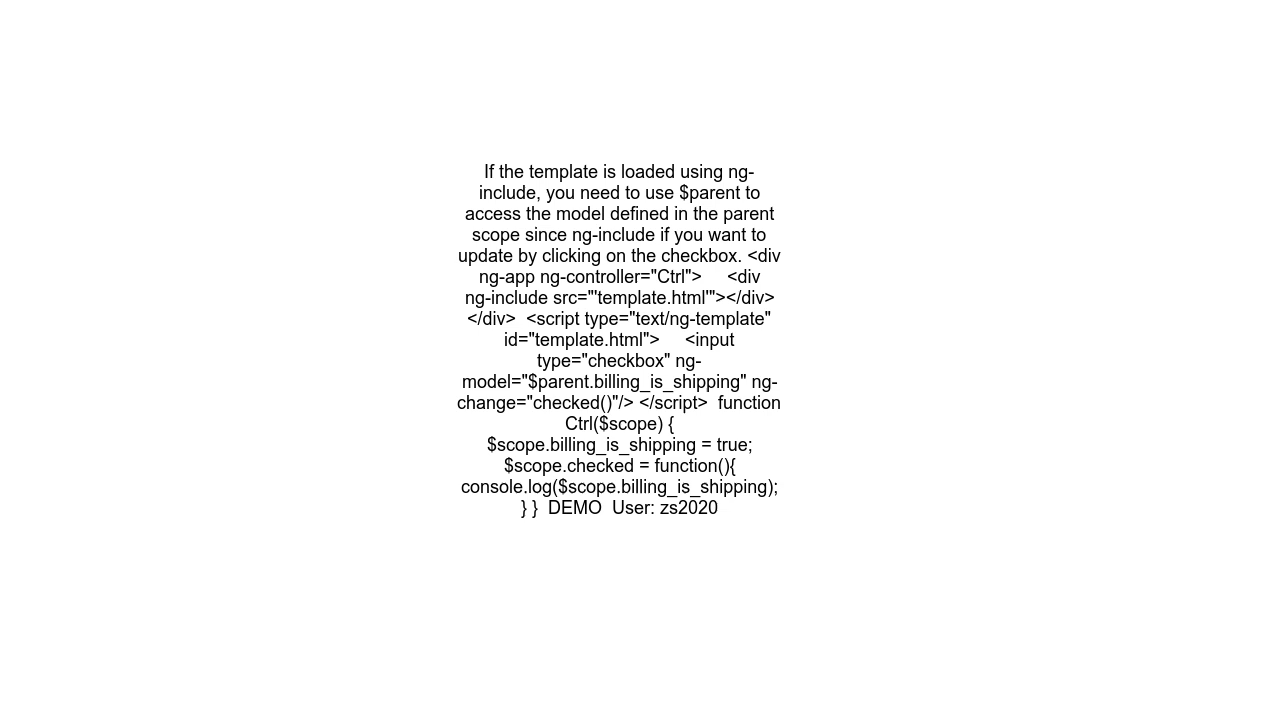 If the template is loaded using ng-
include, you need to use $parent to
access the model defined in the parent
scope since ng-include if you want to
update by clicking on the checkbox. <div
ng-app ng-controller="Ctrl">     <div
ng-include src="'template.html'"></div>
</div>  <script type="text/ng-template"
id="template.html">     <input
type="checkbox" ng-
model="$parent.billing_is_shipping" ng-
change="checked()"/> </script>  function
Ctrl($scope) {
$scope.billing_is_shipping = true;
$scope.checked = function(){
console.log($scope.billing_is_shipping);
} }  DEMO  User: zs2020